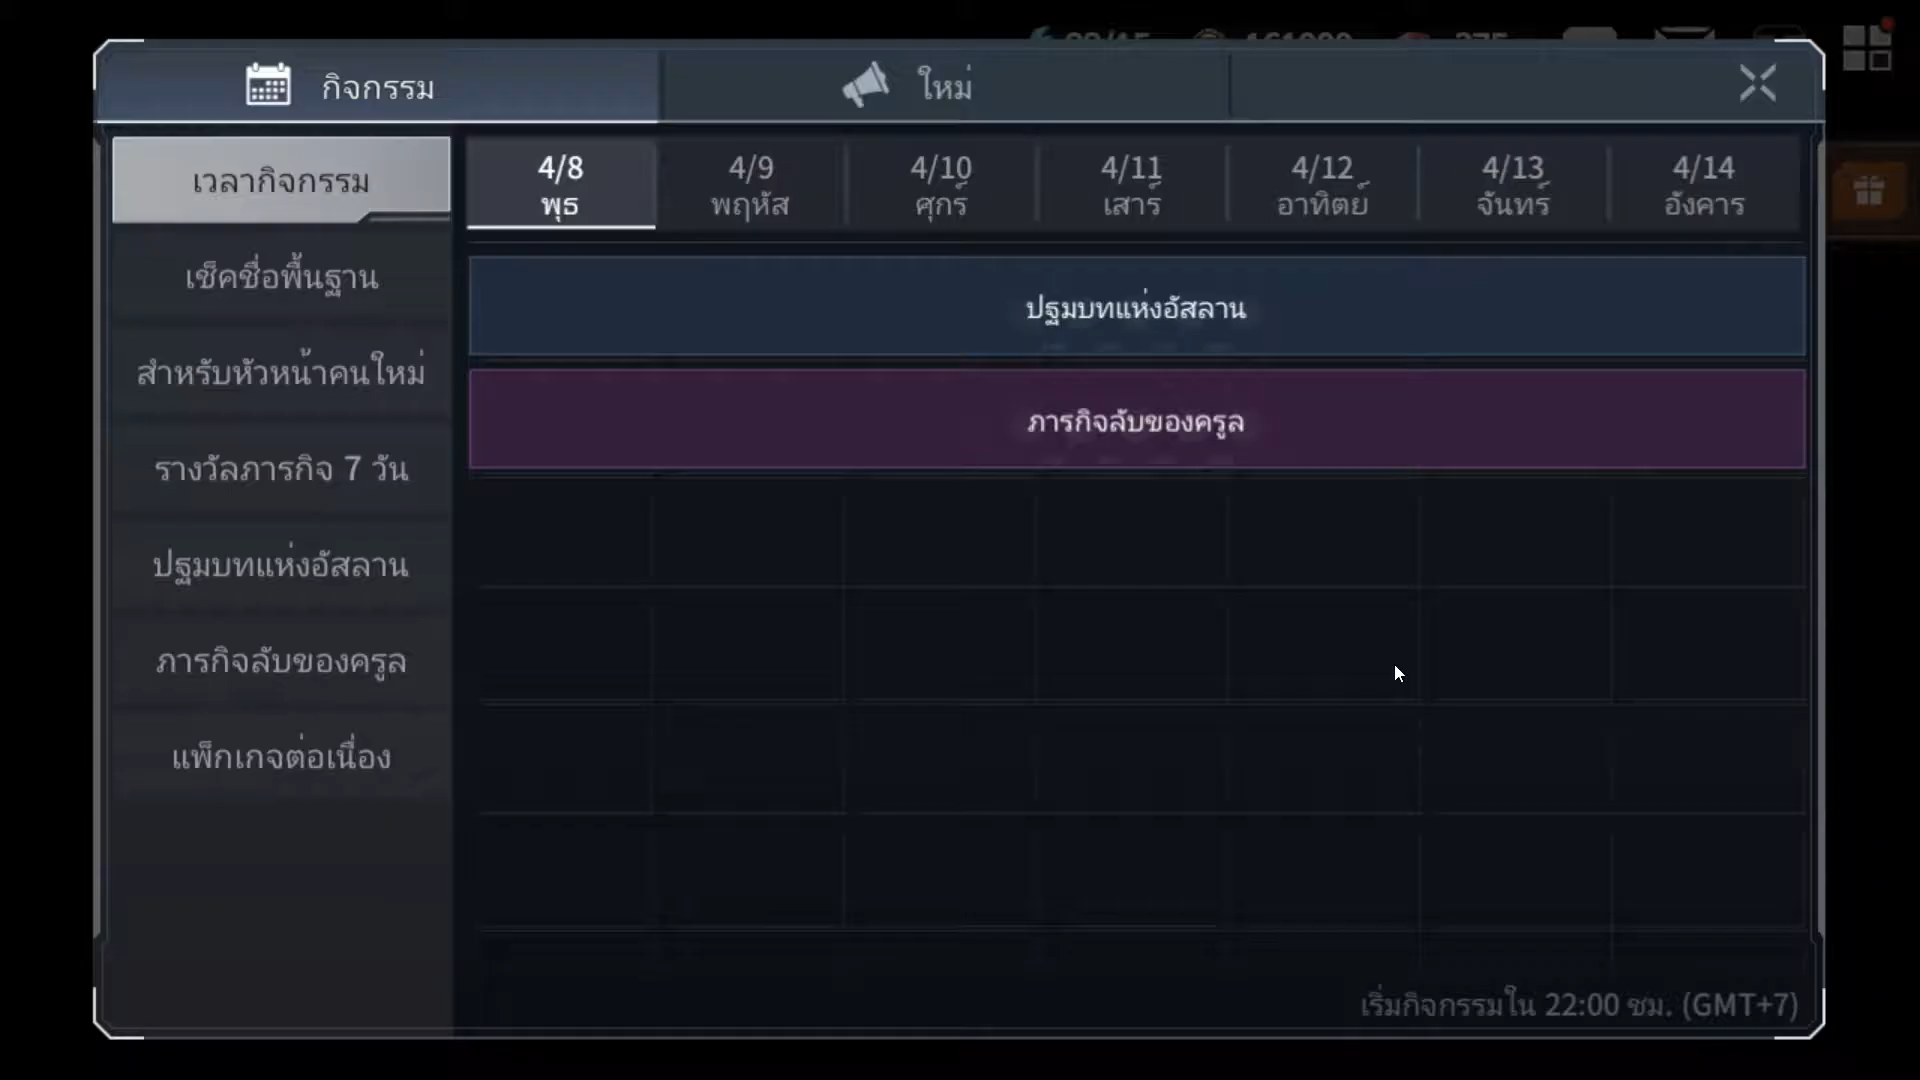 กิจกรรม
ใหม่
เวลากิจกรรม
เช็คชื่อพื้นฐาน
สำหรับหัวหน้าคนใหม่
รางวัลภารกิจ 7 วัน
ปฐมบทแห่งอัสลาน
ภารกิจลับของครูล
แพ็กเกจต่อเนื่อง
4/8 4/9 4/10 4/11 4/12 4/13 4/14
พุธ พฤหัส ศุกร์ เสาร์ อาทิตย์ จันทร์ อังคาร
ปฐมบทแห่งอัสลาน
ภารกิจลับของครูล
เริ่มกิจกรรมใน 22:00 ชม. (GMT+7)